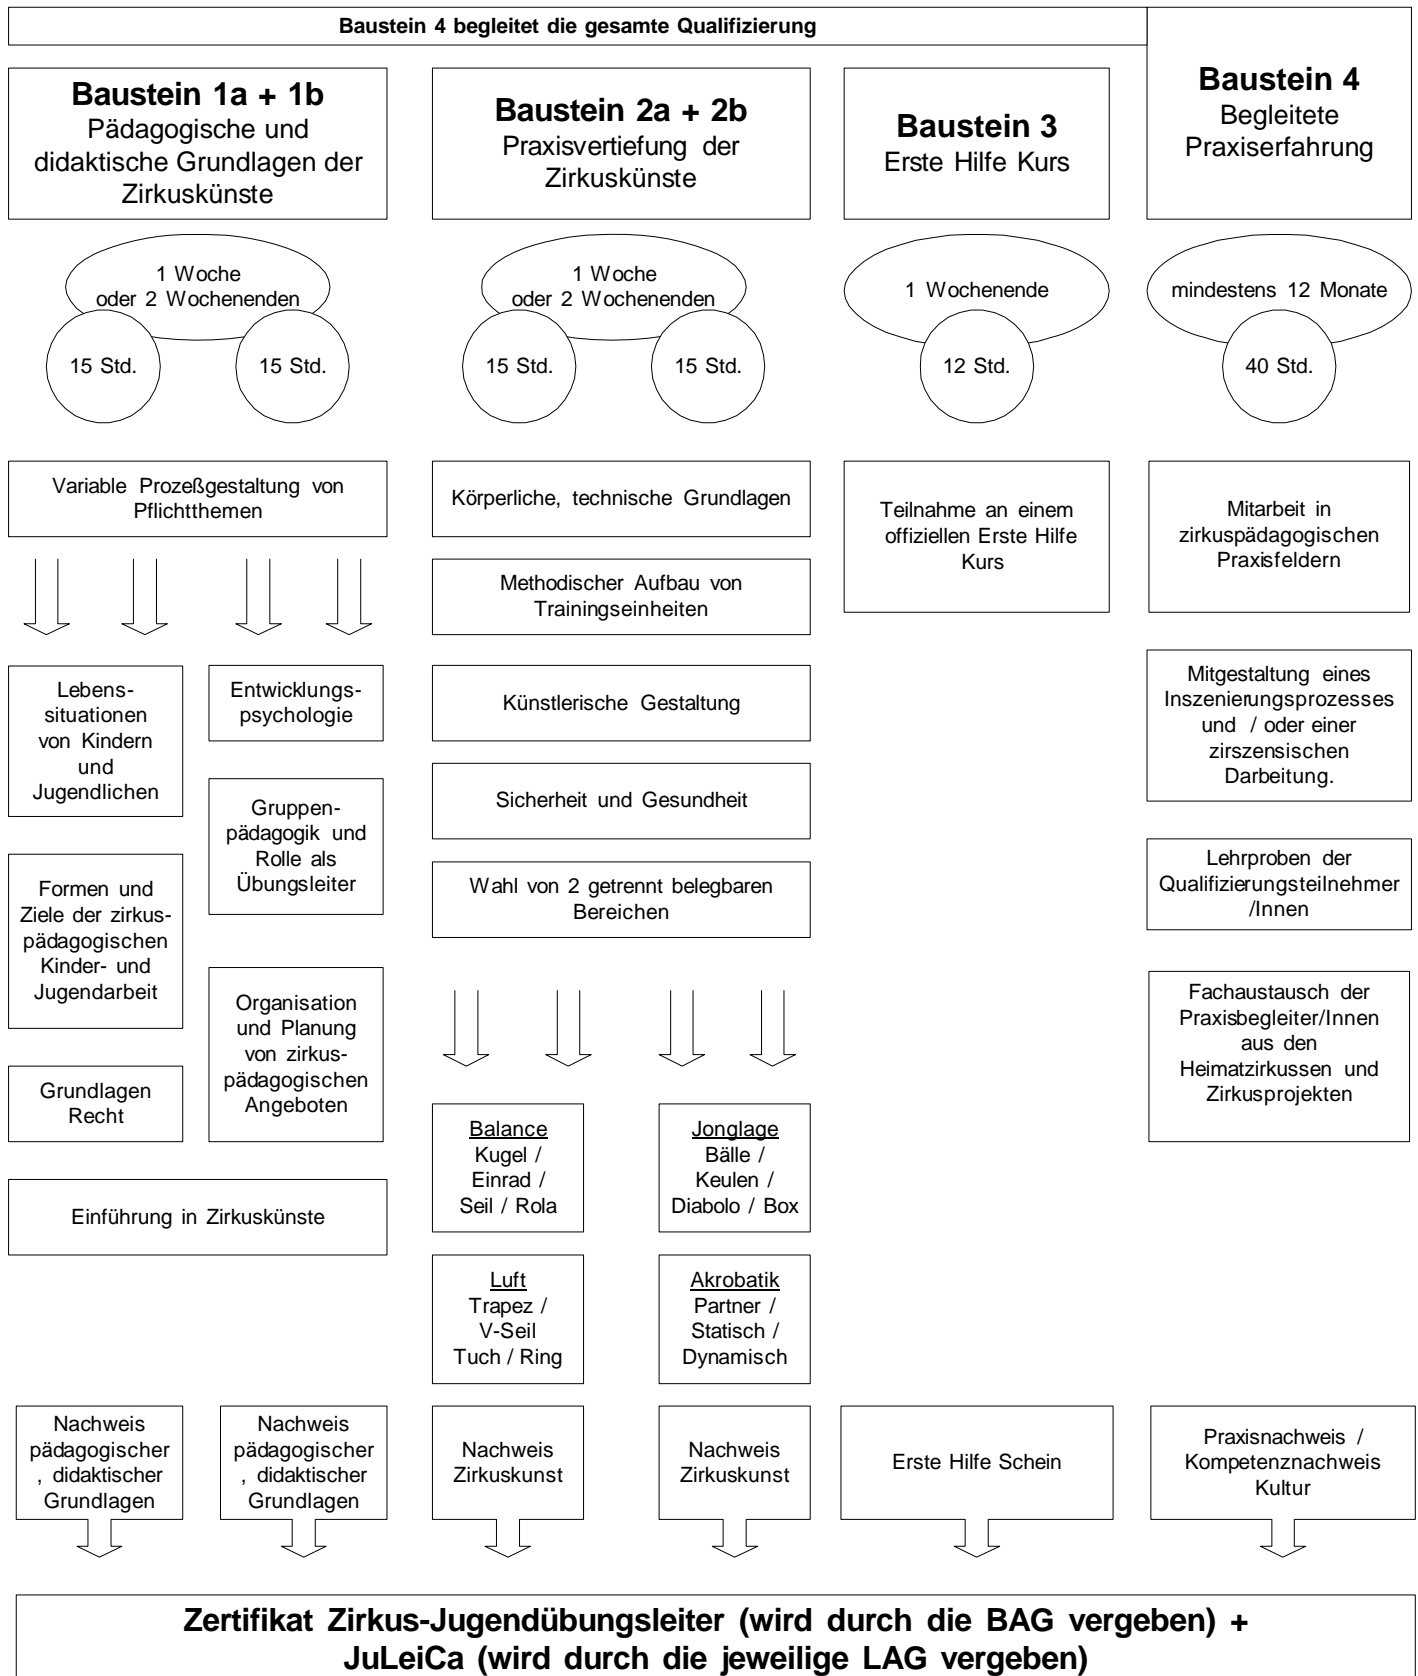 Baustein 4 begleitet die gesamte Qualifizierung
Baustein 1a + 1b
Pädagogische und
didaktische Grundlagen der
Zirkuskünste
Baustein 2a + 2b
Praxisvertiefung der
Zirkuskünste
Baustein 3
Erste Hilfe Kurs
Baustein 4
Begleitete
Praxiserfahrung
1 Woche
oder 2 Wochenenden
15 Std.
15 Std.
1 Woche
oder 2 Wochenenden
15 Std.
15 Std.
1 Wochenende
12 Std.
mindestens 12 Monate
40 Std.
Variable Prozeßgestaltung von
Pflichtthemen
Lebens-
situationen
von Kindern
und
Jugendlichen
Formen und
Ziele der zirkus-
pädagogischen
Kinder- und
Jugendarbeit
Grundlagen
Recht
Entwicklungs-
psychologie
Gruppen-
pädagogik und
Rolle als
Übungsleiter
Organisation
und Planung
von zirkus-
pädagogischen
Angeboten
Einführung in Zirkuskünste
Körperliche, technische Grundlagen
Methodischer Aufbau von
Trainingseinheiten
Künstlerische Gestaltung
Sicherheit und Gesundheit
Wahl von 2 getrennt belegbaren
Bereichen
Balance
Kugel /
Einrad /
Seil / Rola
Jonglage
Bälle /
Keulen /
Diabolo / Box
Luft
Trapez /
V-Seil
Tuch / Ring
Akrobatik
Partner /
Statisch /
Dynamisch
Teilnahme an einem
offiziellen Erste Hilfe
Kurs
Mitarbeit in
zirkuspädagogischen
Praxisfeldern
Mitgestaltung eines
Inszenierungsprozesses
und / oder einer
zirszensischen
Darbeitung.
Lehrproben der
Qualifizierungsteilnehmer
/Innen
Fachaustausch der
Praxisbegleiter/Innen
aus den
Heimatzirkussen und
Zirkusprojekten
Nachweis
pädagogischer
, didaktischer
Grundlagen
Nachweis
pädagogischer
, didaktischer
Grundlagen
Nachweis
Zirkuskunst
Nachweis
Zirkuskunst
Erste Hilfe Schein
Praxisnachweis /
Kompetenznachweis
Kultur
Zertifikat Zirkus-Jugendübungsleiter (wird durch die BAG vergeben) +
JuLeiCa (wird durch die jeweilige LAG vergeben)